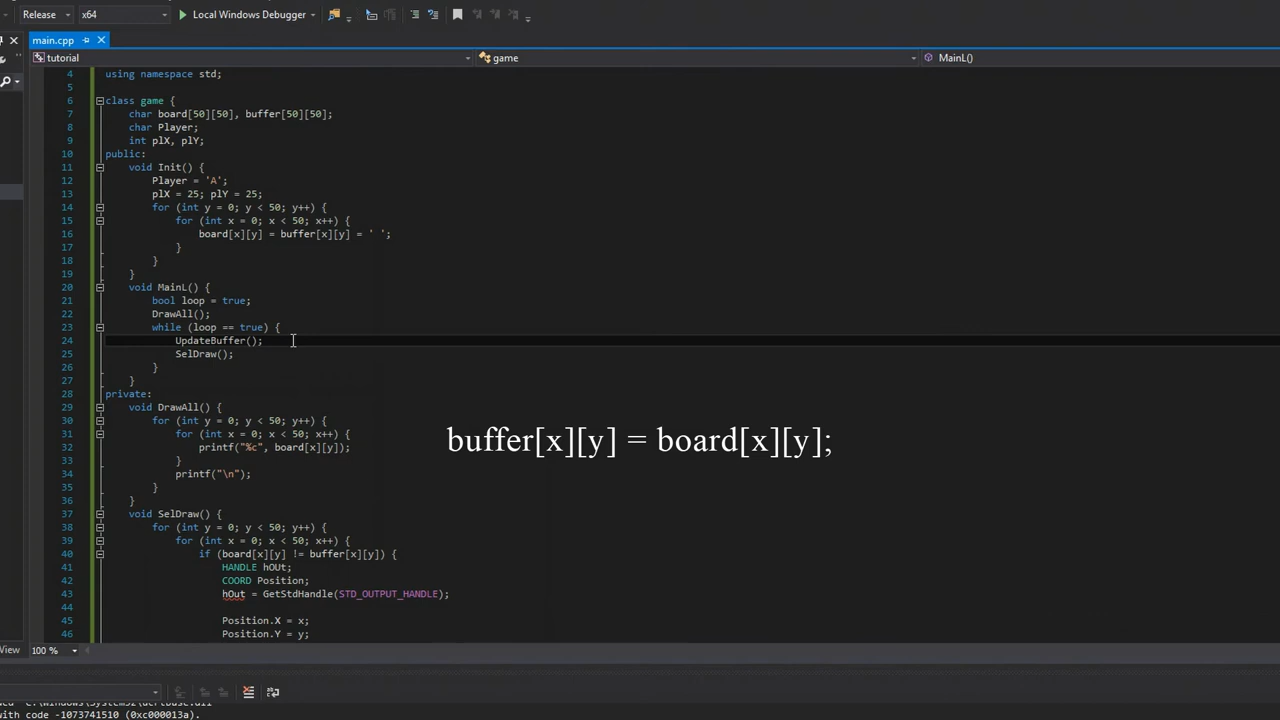 Release x64 Local Windows Debugger
main.cpp
tutorial game MainL()
4 using namespace std;
5
6 class game {
7 char board[50][50], buffer[50][50];
8 char Player;
9 int plX, plY;
10 public:
11 void Init() {
12 Player = 'A';
13 plX = 25; plY = 25;
14 for (int y = 0; y < 50; y++) {
15 for (int x = 0; x < 50; x++) {
16 board[x][y] = buffer[x][y] = ' ';
17 }
18 }
19 }
20 void MainL() {
21 bool loop = true;
22 DrawAll();
23 while (loop == true) {
24 UpdateBuffer();
25 SelDraw();
26 }
27 }
28 private:
29 void DrawAll() {
30 for (int y = 0; y < 50; y++) {
31 for (int x = 0; x < 50; x++) {
32 printf("%c", board[x][y]);
33 }
34 printf("\n");
35 }
36 }
37 void SelDraw() {
38 for (int y = 0; y < 50; y++) {
39 for (int x = 0; x < 50; x++) {
40 if (board[x][y] != buffer[x][y]) {
41 HANDLE hOUt;
42 COORD Position;
43 hOut = GetStdHandle(STD_OUTPUT_HANDLE);
44
45 Position.X = x;
46 Position.Y = y;
buffer[x][y] = board[x][y];
View 100 %
with code -1073741510 (0xc000013a).